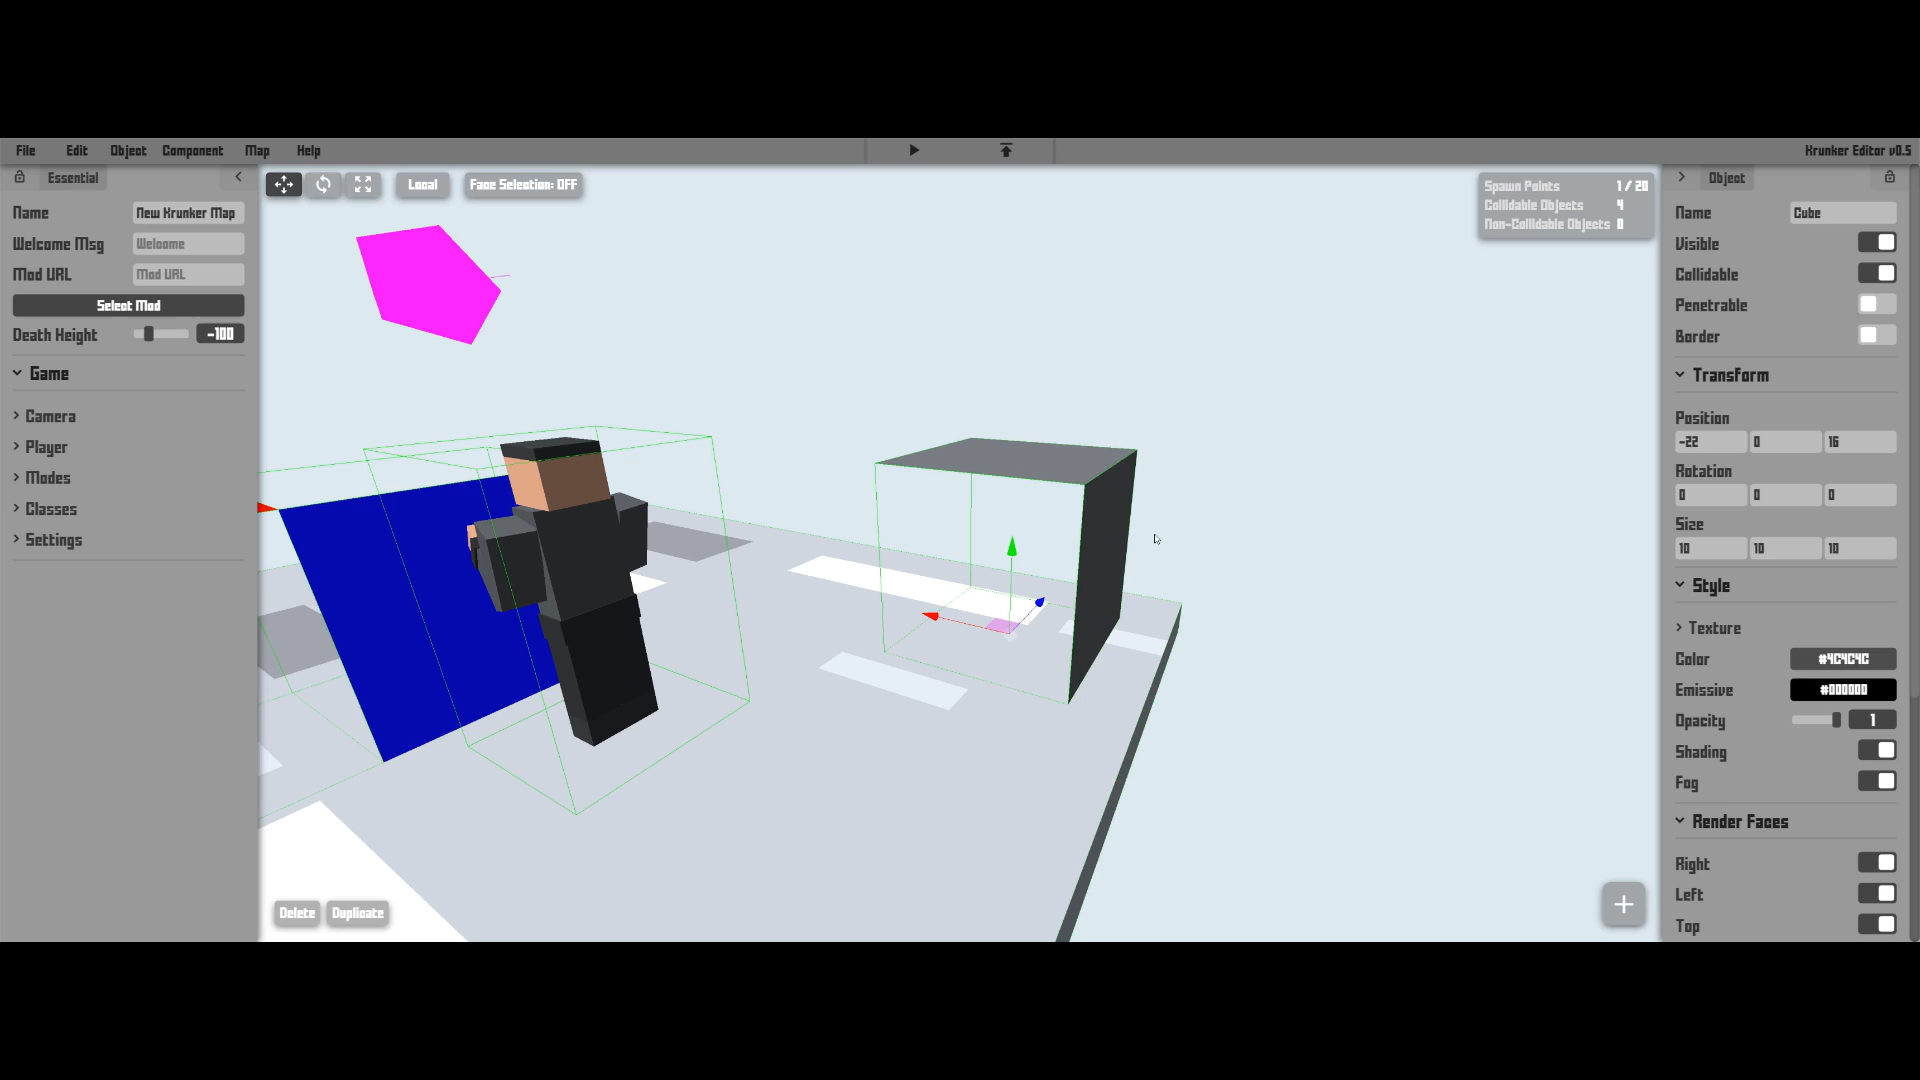 File Edit Object Component Map Help Krunker Editor v0.5
Essential
Name New Krunker Map
Welcome Msg Welcome
Mod URL Mod URL
Select Mod
Death Height -100
Game
Camera
Player
Modes
Classes
Settings
Local Face Selection: OFF
Spawn Points 1 / 20
Collidable Objects 4
Non-Collidable Objects 0
Delete Duplicate
+
Object
Name Cube
Visible
Collidable
Penetrable
Border
Transform
Position
-22 0 16
Rotation
0 0 0
Size
10 10 10
Style
Texture
Color #4C4C4C
Emissive #000000
Opacity 1
Shading
Fog
Render Faces
Right
Left
Top